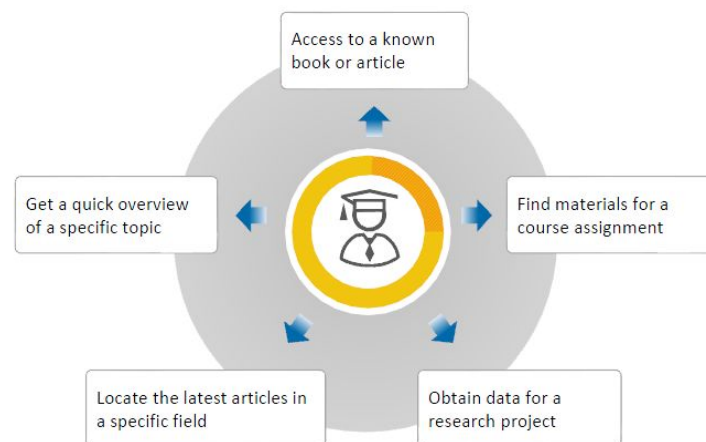 Access to a known
book or article
Get a quick overview
of a specific topic
Find materials for a
course assignment
Locate the latest articles in
a specific field
Obtain data for a
research project